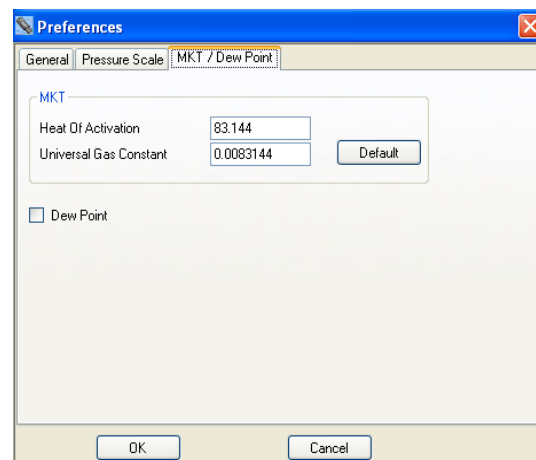 Preferences
General Pressure Scale MKT / Dew Point
MKT
Heat Of Activation 83.144
Universal Gas Constant 0.0083144 Default
Dew Point
OK Cancel